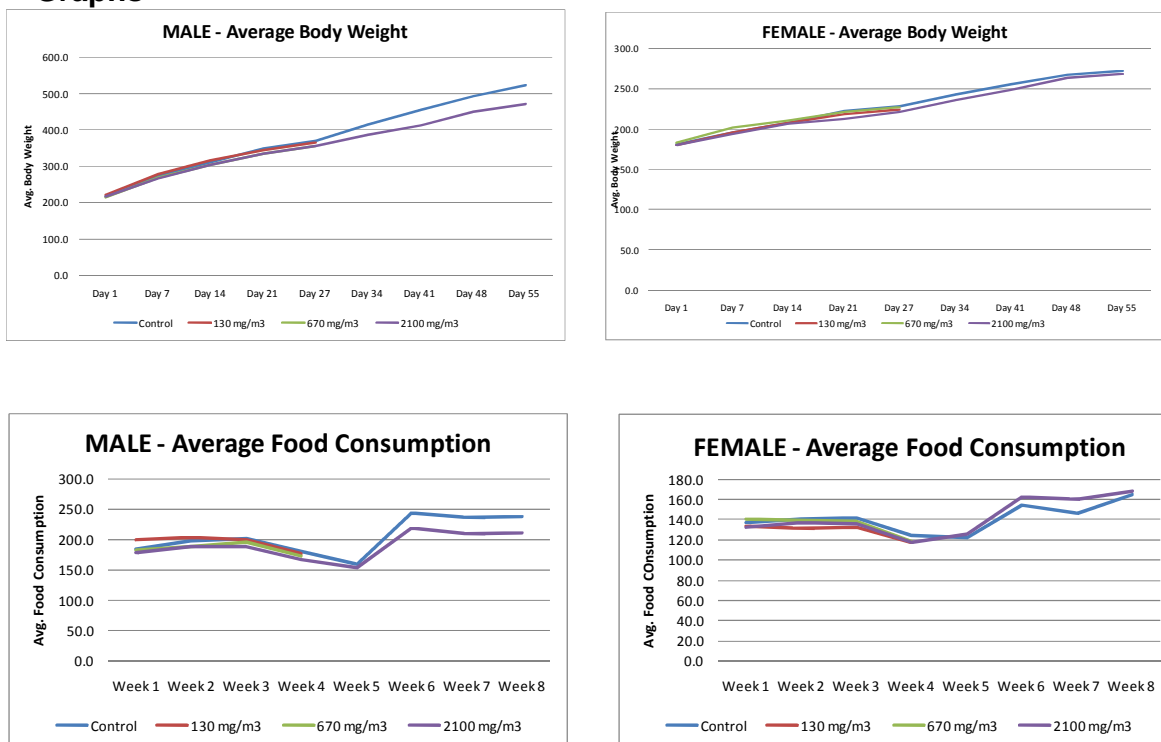 Graphs
MALE - Average Body Weight
600.0
500.0
400.0
300.0
200.0
100.0
0.0
Avg. Body Weight
Day 1 Day 7 Day 14 Day 21 Day 27 Day 34 Day 41 Day 48 Day 55
Control 130 mg/m3 670 mg/m3 2100 mg/m3
FEMALE - Average Body Weight
300.0
250.0
200.0
150.0
100.0
50.0
0.0
Avg. Body Weight
Day 1 Day 7 Day 14 Day 21 Day 27 Day 34 Day 41 Day 48 Day 55
Control 130 mg/m3 670 mg/m3 2100 mg/m3
MALE - Average Food Consumption
300.0
250.0
200.0
150.0
100.0
50.0
0.0
Avg. Food Consumption
Week 1 Week 2 Week 3 Week 4 Week 5 Week 6 Week 7 Week 8
Control 130 mg/m3 670 mg/m3 2100 mg/m3
FEMALE - Average Food Consumption
180.0
160.0
140.0
120.0
100.0
80.0
60.0
40.0
20.0
0.0
Avg. Food COnsumption
Week 1 Week 2 Week 3 Week 4 Week 5 Week 6 Week 7 Week 8
Control 130 mg/m3 670 mg/m3 2100 mg/m3